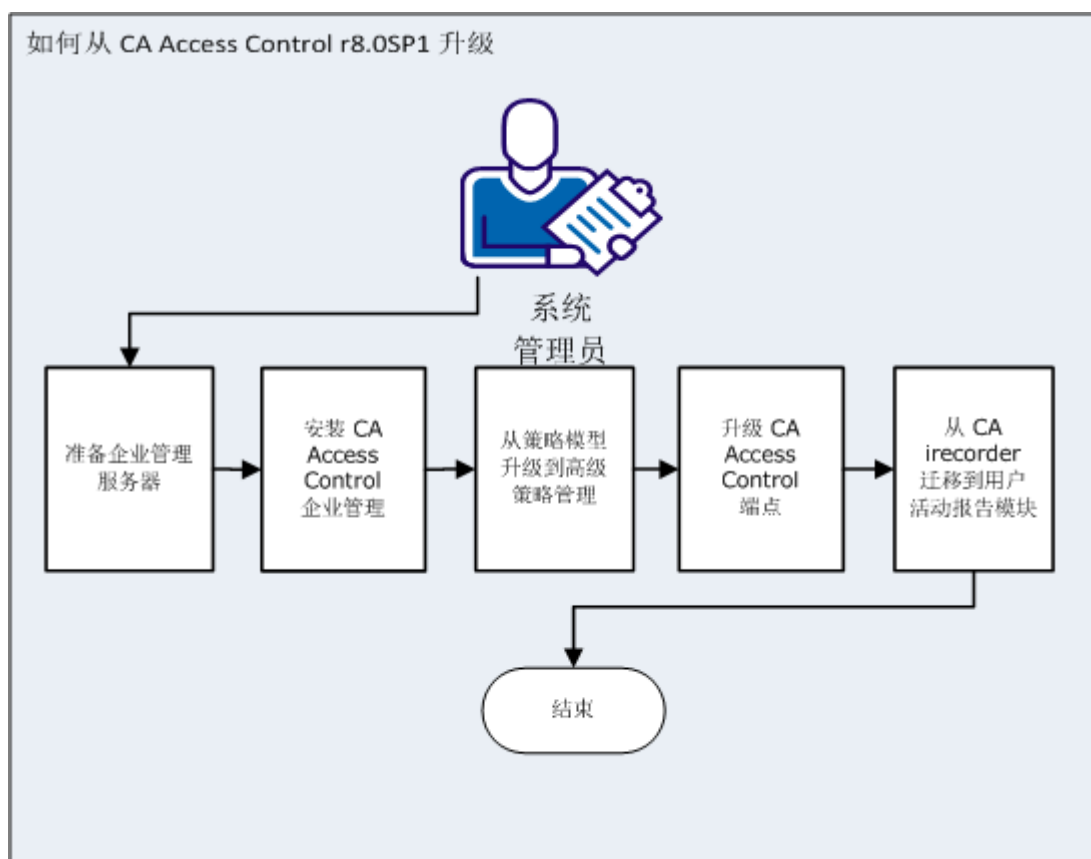 如何从 CA Access Control r8.0SP1 升级
系统
管理员
准备企业管理
服务器
安装 CA
Access
Control
企业管理
从策略模型
升级到高级
策略管理
升级 CA
Access
Control
端点
从 CA
irecorder
迁移到用户
活动报告模块
结束